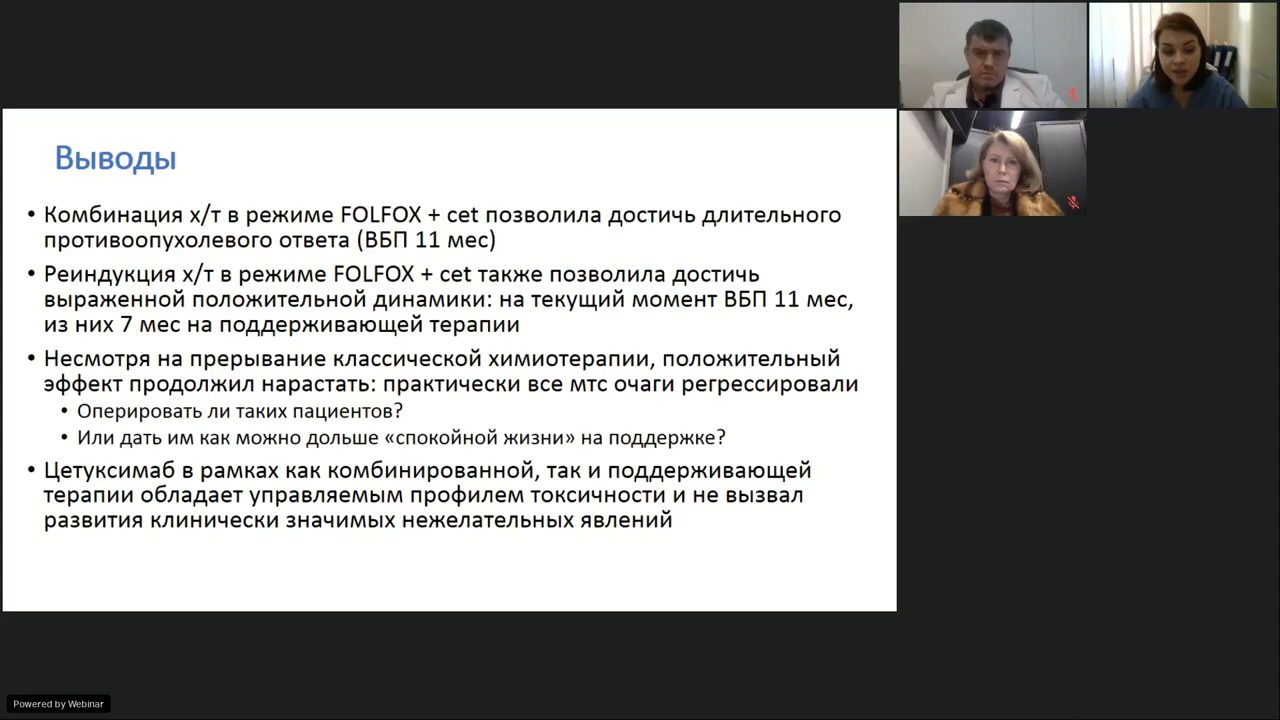 Выводы
• Комбинация х/т в режиме FOLFOX + cet позволила достичь длительного
противоопухолевого ответа (ВБП 11 мес)
• Реиндукция х/т в режиме FOLFOX + cet также позволила достичь
выраженной положительной динамики: на текущий момент ВБП 11 мес,
из них 7 мес на поддерживающей терапии
• Несмотря на прерывание классической химиотерапии, положительный
эффект продолжил нарастать: практически все мтс очаги регрессировали
• Оперировать ли таких пациентов?
• Или дать им как можно дольше «спокойной жизни» на поддержке?
• Цетуксимаб в рамках как комбинированной, так и поддерживающей
терапии обладает управляемым профилем токсичности и не вызвал
развития клинически значимых нежелательных явлений
Powered by Webinar